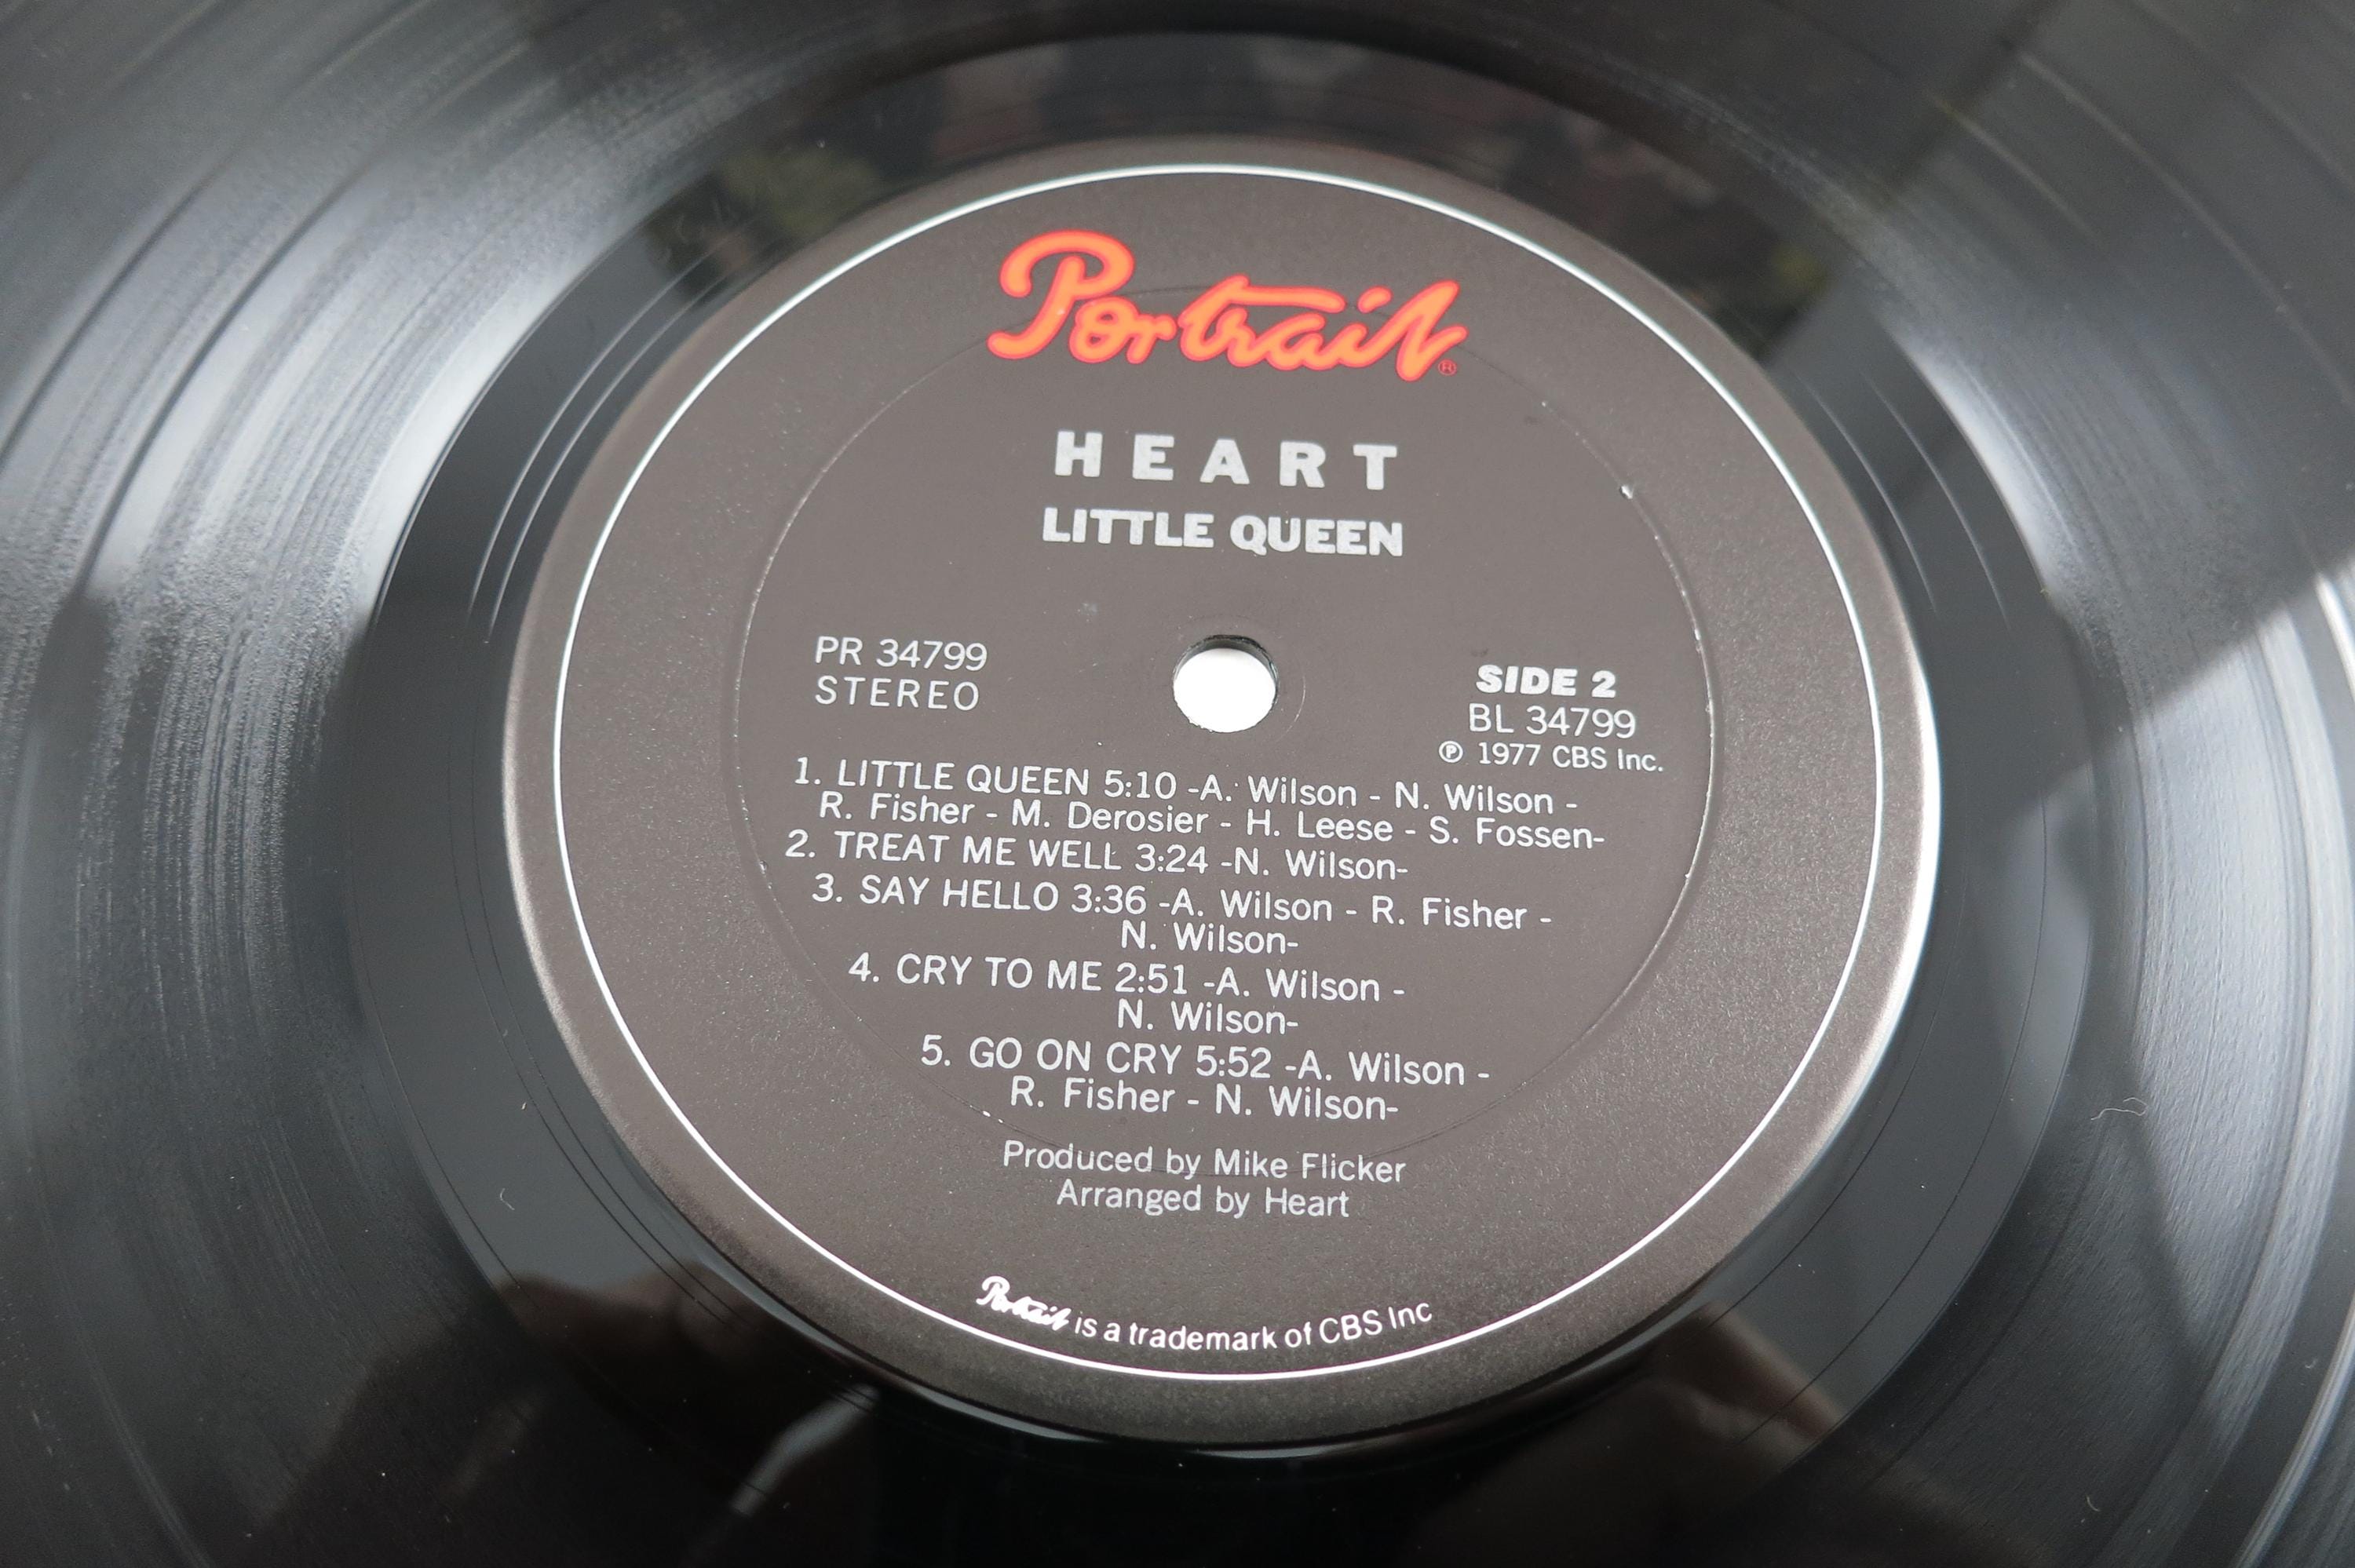 Portrait®
HEART
LITTLE QUEEN
PR 34799
STEREO
SIDE 2
BL 34799
℗ 1977 CBS Inc.
1. LITTLE QUEEN 5:10 -A. Wilson - N. Wilson -
R. Fisher - M. Derosier - H. Leese - S. Fossen-
2. TREAT ME WELL 3:24 -N. Wilson-
3. SAY HELLO 3:36 -A. Wilson - R. Fisher -
N. Wilson-
4. CRY TO ME 2:51 -A. Wilson -
N. Wilson-
5. GO ON CRY 5:52 -A. Wilson -
R. Fisher - N. Wilson-
Produced by Mike Flicker
Arranged by Heart
Portrait is a trademark of CBS Inc